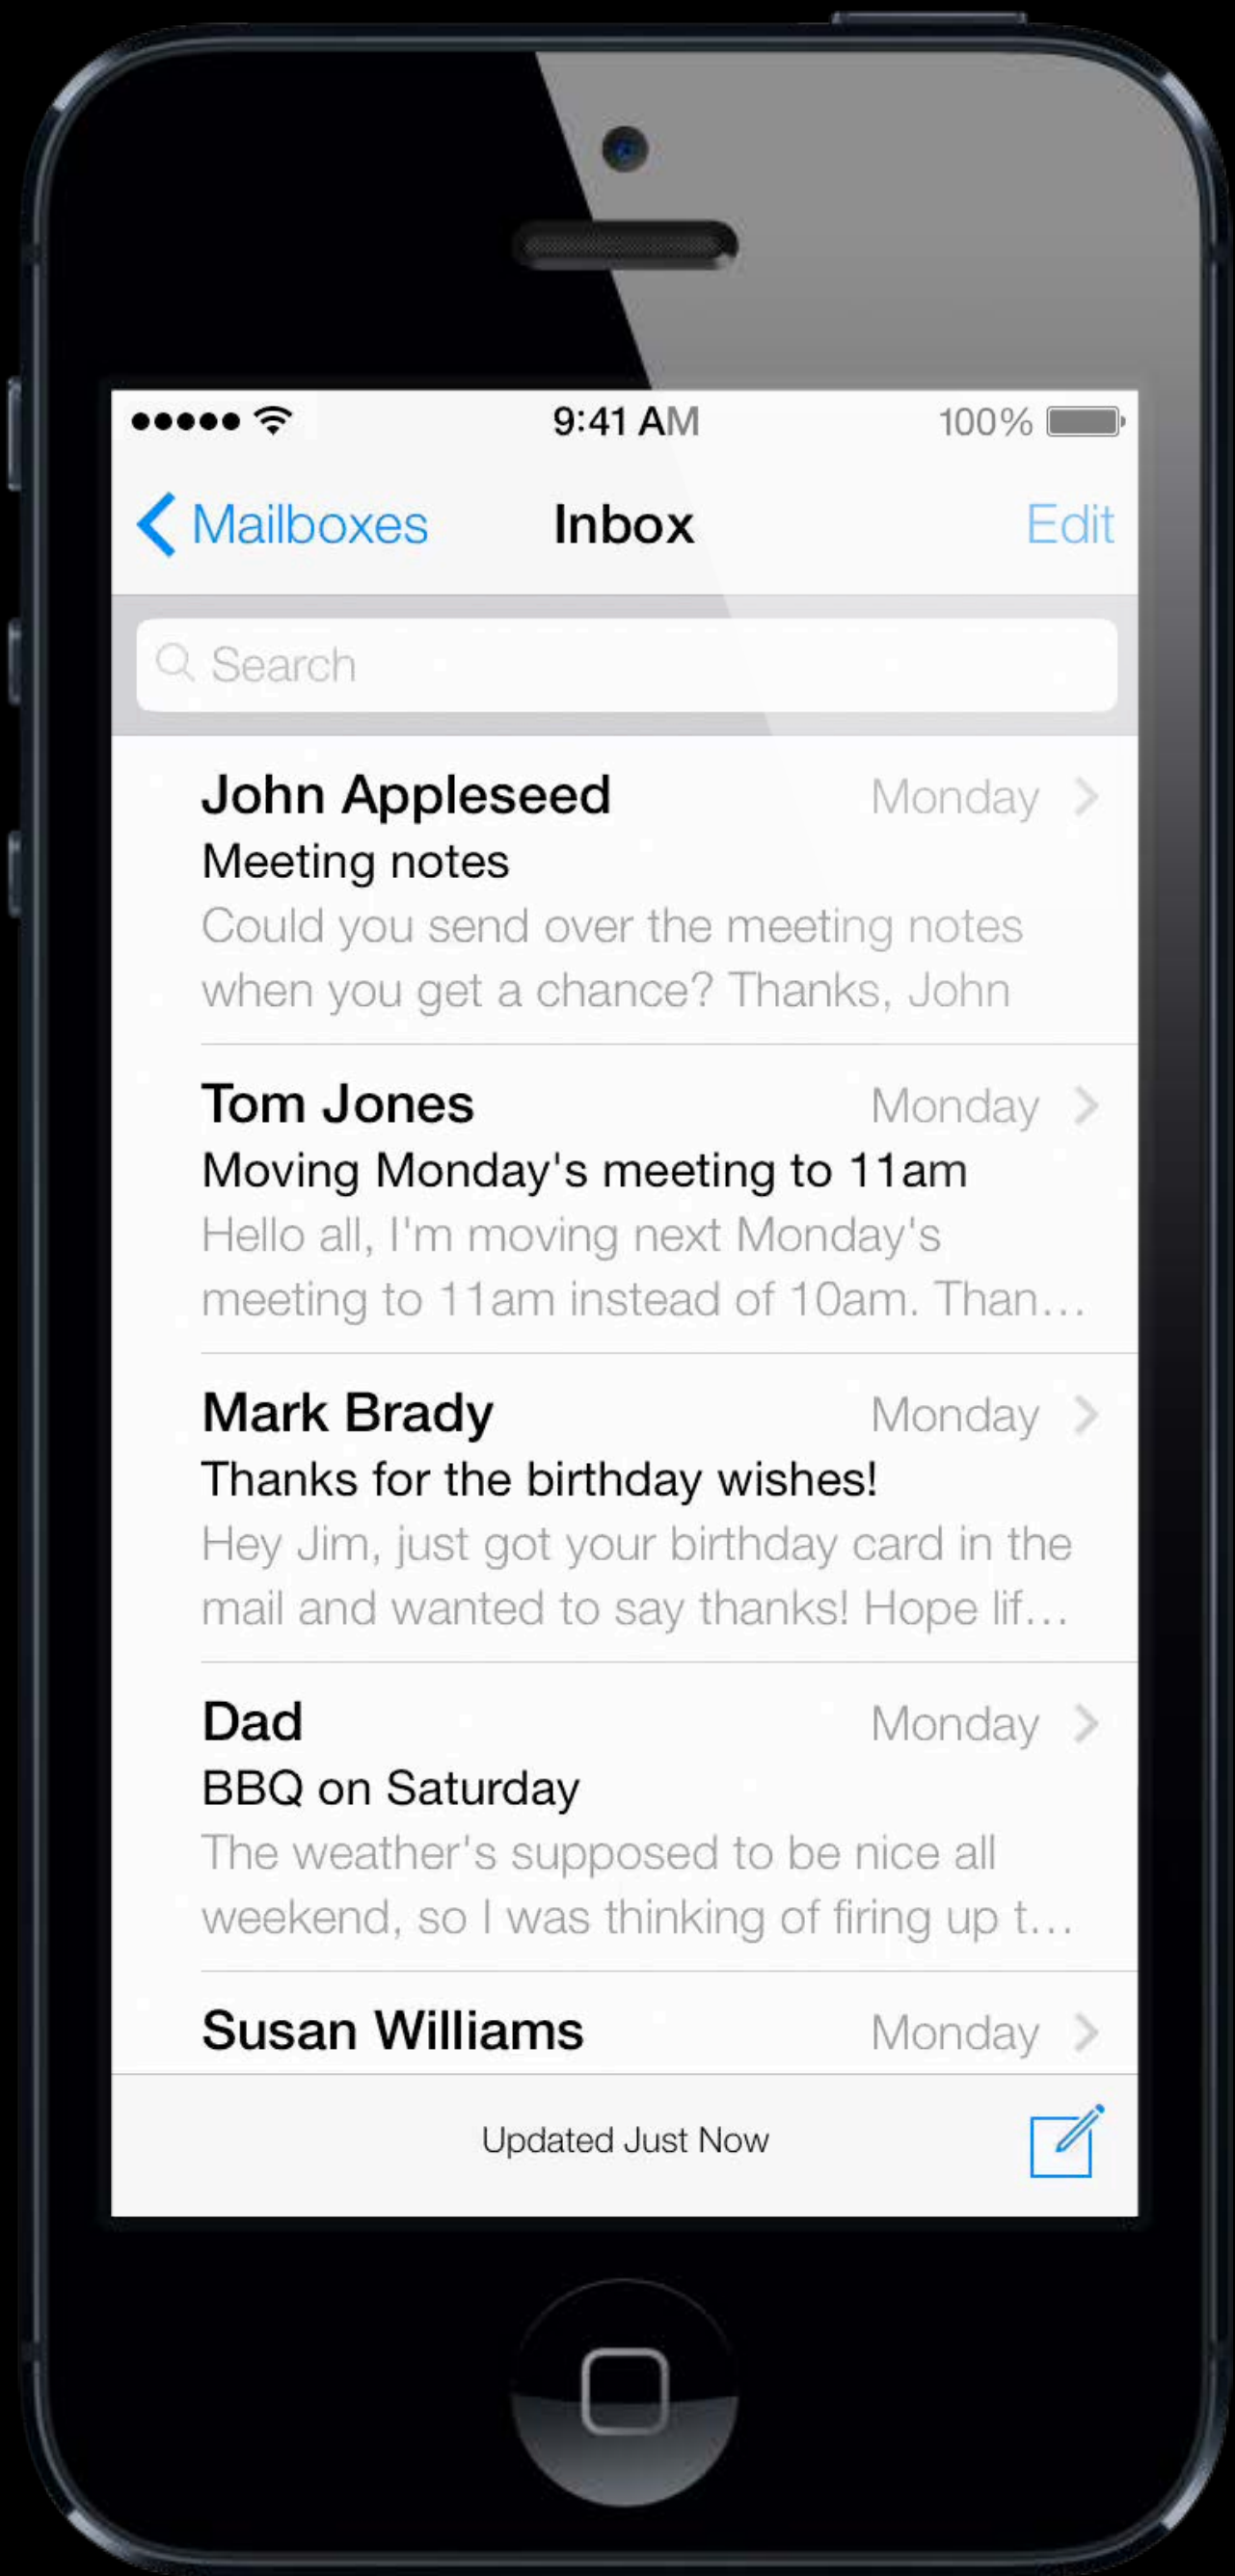 9:41 AM 100%
Mailboxes Inbox Edit
Search
John Appleseed Monday
Meeting notes
Could you send over the meeting notes
when you get a chance? Thanks, John
Tom Jones Monday
Moving Monday's meeting to 11am
Hello all, I'm moving next Monday's
meeting to 11am instead of 10am. Than...
Mark Brady Monday
Thanks for the birthday wishes!
Hey Jim, just got your birthday card in the
mail and wanted to say thanks! Hope lif...
Dad Monday
BBQ on Saturday
The weather's supposed to be nice all
weekend, so I was thinking of firing up t...
Susan Williams Monday
Updated Just Now